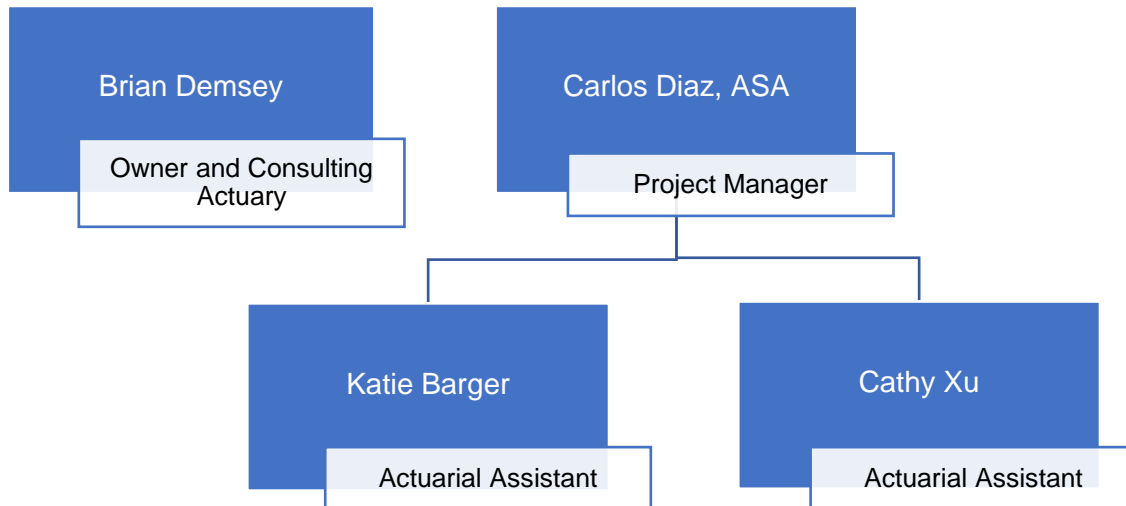 Brian Demsey
Owner and Consulting
Actuary
Carlos Diaz, ASA
Project Manager
Katie Barger
Actuarial Assistant
Cathy Xu
Actuarial Assistant